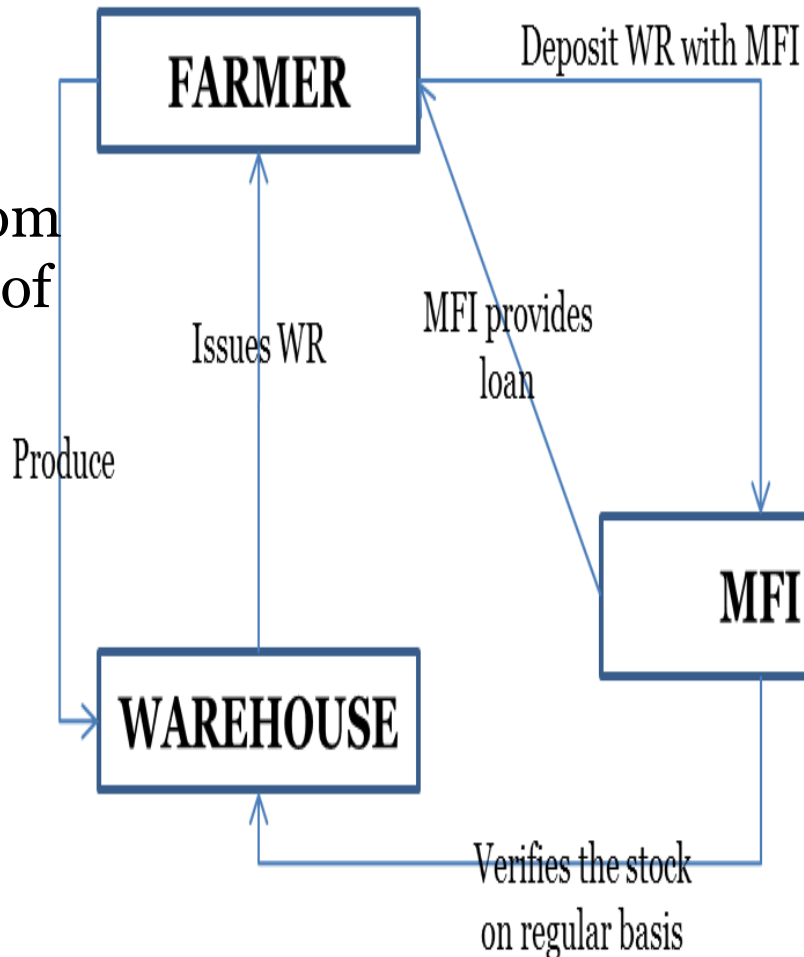 Deposit WR with MFI
FARMER
of
Issues WR
MFI provides
loan
Produce
MFI
WAREHOUSE
Verifies the stock
on regular basis